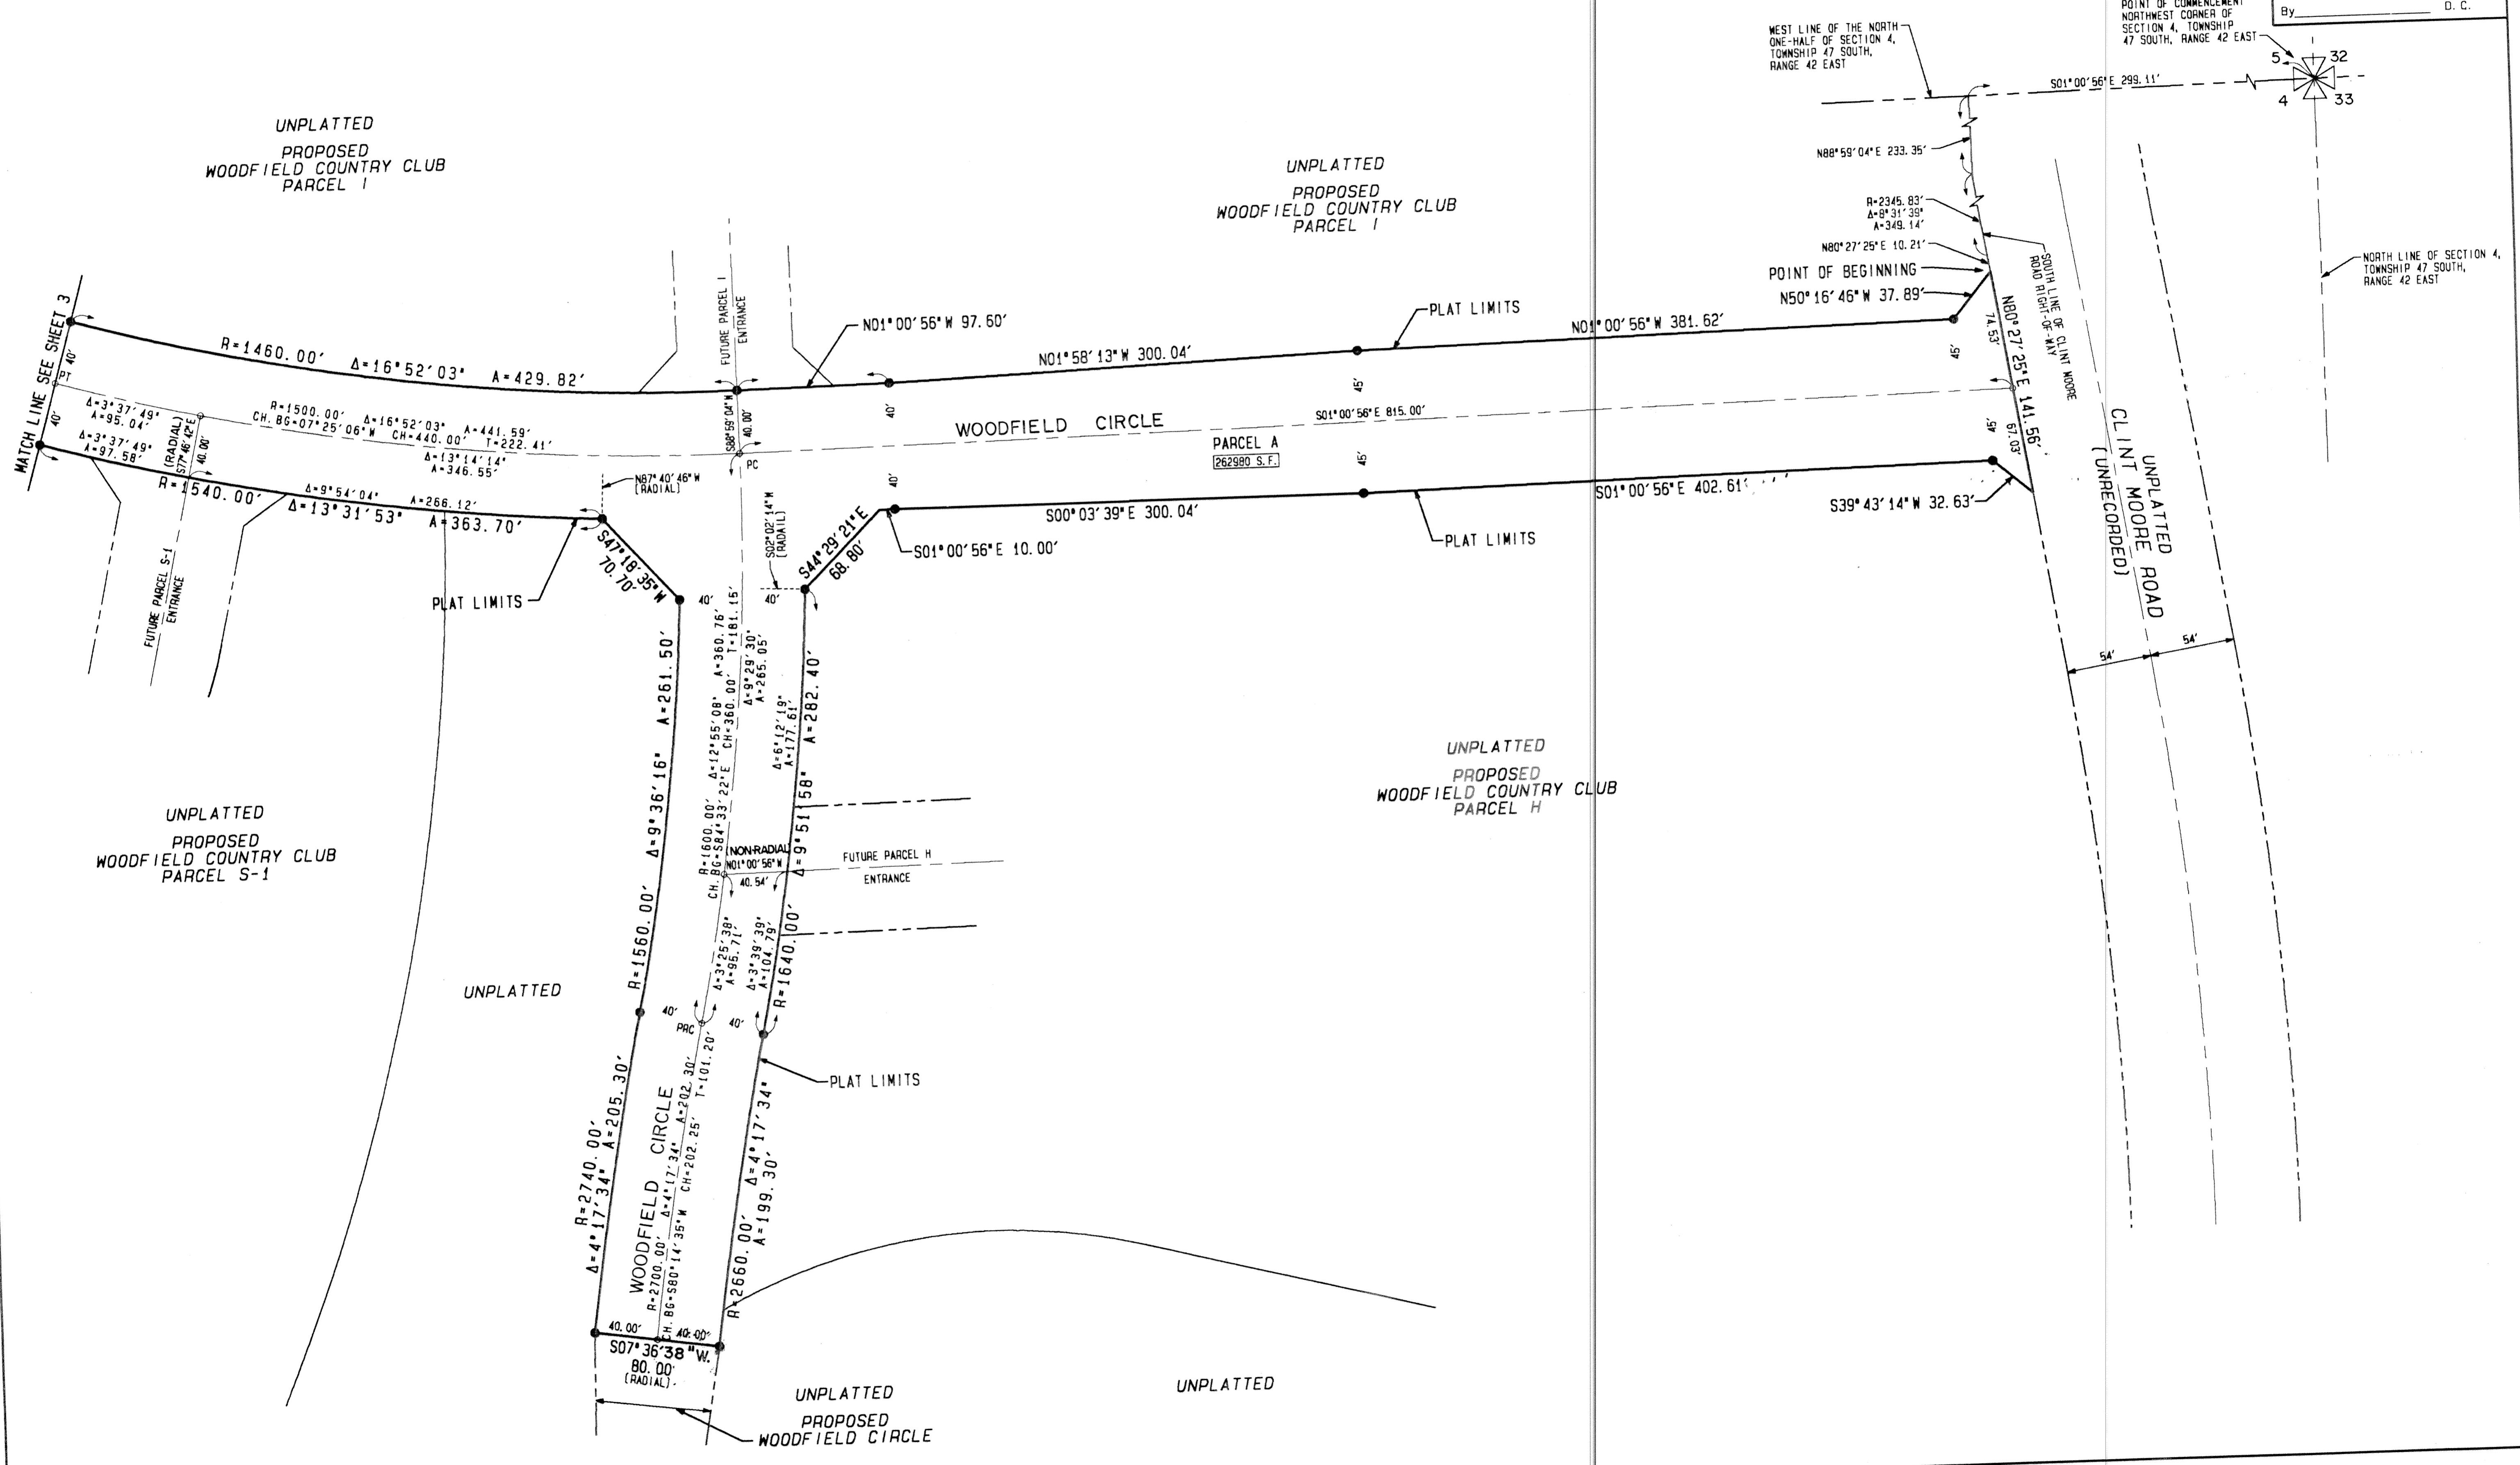 POINT OF COMMENCEMENT
NORTHWEST CORNER OF
SECTION 4, TOWNSHIP
47 SOUTH, RANGE 42 EAST
By D. C.
5
32
4
33
WEST LINE OF THE NORTH
ONE-HALF OF SECTION 4,
TOWNSHIP 47 SOUTH,
RANGE 42 EAST
S01°00'56"E 299.11'
N88°59'04"E 233.35'
R=2345.83'
Δ=8°31'39"
A=349.14'
N80°27'25"E 10.21'
POINT OF BEGINNING
N50°16'46"W 37.89'
SOUTH LINE OF CLINT MOORE
ROAD RIGHT-OF-WAY
NORTH LINE OF SECTION 4,
TOWNSHIP 47 SOUTH,
RANGE 42 EAST
UNPLATTED
PROPOSED
WOODFIELD COUNTRY CLUB
PARCEL I
UNPLATTED
PROPOSED
WOODFIELD COUNTRY CLUB
PARCEL I
MATCH LINE SEE SHEET 3
40'
PT
40'
R=1460.00' Δ=16°52'03" A=429.82'
FUTURE PARCEL I
ENTRANCE
N01°00'56"W 97.60'
N01°58'13"W 300.04'
PLAT LIMITS
N01°00'56"W 381.62'
N80°27'25"E 141.56'
74.53'
67.03'
45'
45'
45'
45'
40'
40'
Δ=3°37'49"
A=95.04'
Δ=3°37'49"
A=97.58'
(RADIAL)
S77°46'42"E
40.00'
R=1500.00' Δ=16°52'03" A=441.59'
CH. BG=07°25'06"W CH=440.00' T=222.41'
Δ=13°14'14"
A=346.55'
S88°59'04"W
40.00'
PC
WOODFIELD CIRCLE
S01°00'56"E 815.00'
PARCEL A
262980 S.F.
R=1540.00'
Δ=9°54'04" A=266.12'
Δ=13°31'53" A=363.70'
N87°40'46"W
(RADIAL)
S47°18'35"W
70.70'
PLAT LIMITS
S02°02'14"W
(RADAIL)
S44°29'21"E
68.80'
S01°00'56"E 10.00'
S00°03'39"E 300.04'
PLAT LIMITS
S01°00'56"E 402.61'
S39°43'14"W 32.63'
FUTURE PARCEL S-1
ENTRANCE
40'
40'
R=1560.00' Δ=9°36'16" A=261.50'
R=1600.00' Δ=12°55'08" A=360.76'
CH. BG=S84°33'22"E CH=360.00' T=181.15'
Δ=9°29'30"
A=265.05'
Δ=6°12'19"
A=177.61'
R=1640.00' Δ=9°51'58" A=282.40'
(NON-RADIAL)
N01°00'56"W
40.54'
FUTURE PARCEL H
ENTRANCE
Δ=3°25'38"
A=95.71'
Δ=3°39'39"
A=104.79'
UNPLATTED
PROPOSED
WOODFIELD COUNTRY CLUB
PARCEL H
UNPLATTED
CLINT MOORE ROAD
(UNRECORDED)
54'
54'
UNPLATTED
PROPOSED
WOODFIELD COUNTRY CLUB
PARCEL S-1
UNPLATTED
40'
PRC
40'
PLAT LIMITS
R=2740.00'
Δ=4°17'34" A=205.30'
WOODFIELD CIRCLE
R=2700.00' Δ=4°17'34" A=202.30'
CH. BG=S80°14'35"W CH=202.25' T=101.20'
R=2660.00' Δ=4°17'34"
A=199.30'
40.00'
40.00'
S07°36'38"W.
80.00'
(RADIAL)
UNPLATTED
PROPOSED
WOODFIELD CIRCLE
UNPLATTED